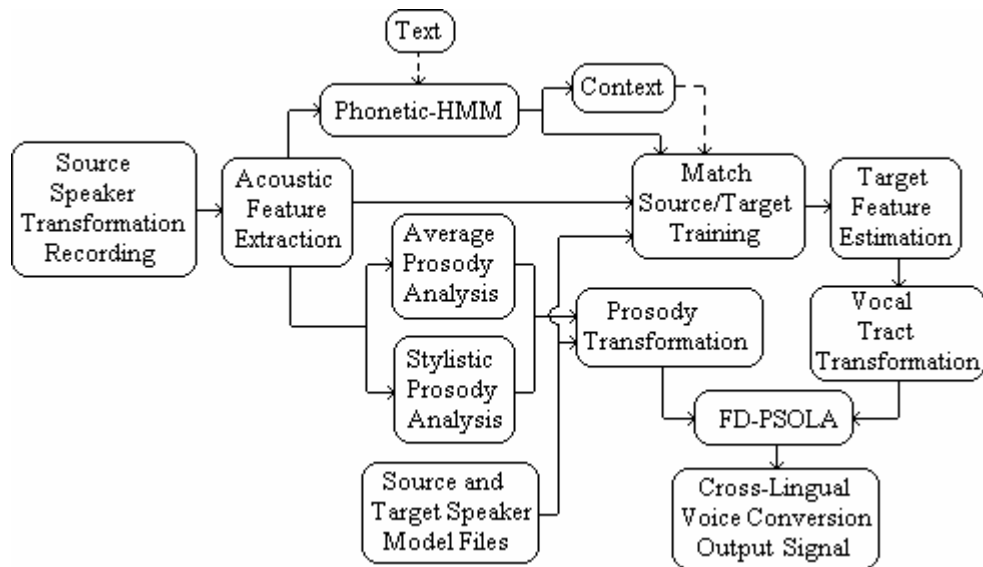 Text
Phonetic-HMM
Context
Source
Speaker
Transformation
Recording
Acoustic
Feature
Extraction
Match
Source/Target
Training
Target
Feature
Estimation
Average
Prosody
Analysis
Prosody
Transformation
Vocal
Tract
Transformation
Stylistic
Prosody
Analysis
FD-PSOLA
Source and
Target Speaker
Model Files
Cross-Lingual
Voice Conversion
Output Signal